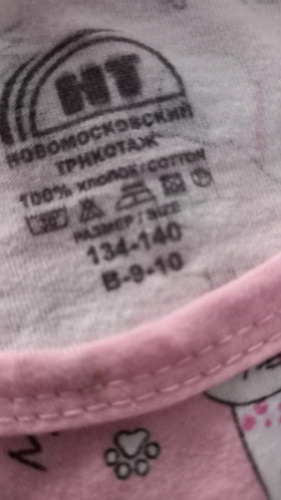 НТ
НОВОМОСКОВСКИЙ
ТРИКОТАЖ
100% ХЛОПОК/COTTON
РАЗМЕР / SIZE
134-140
В-9-10